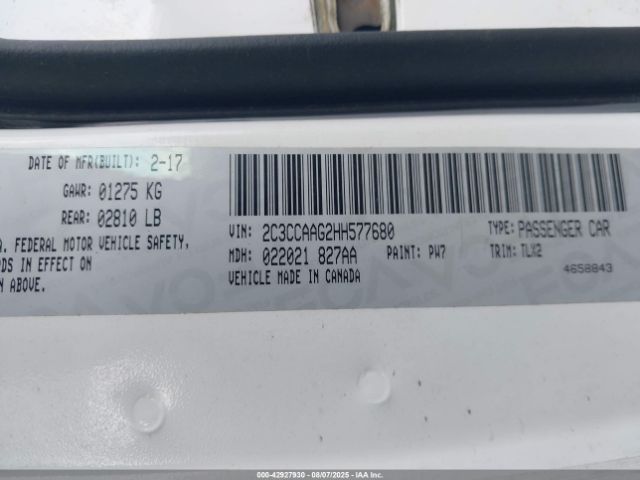 DATE OF MFR(BUILT): 2-17
GAWR: 01275 KG
REAR: 02810 LB
FEDERAL MOTOR VEHICLE SAFETY,
IN EFFECT ON
ABOVE.
VIN: 2C3CCAAG2HH577680
TYPE: PASSENGER CAR
MDH: 022021 827AA
PAINT: PW7
TRIM: TLX2
VEHICLE MADE IN CANADA
4658843
000-42927930 - 08/07/2025 - IAA Inc.